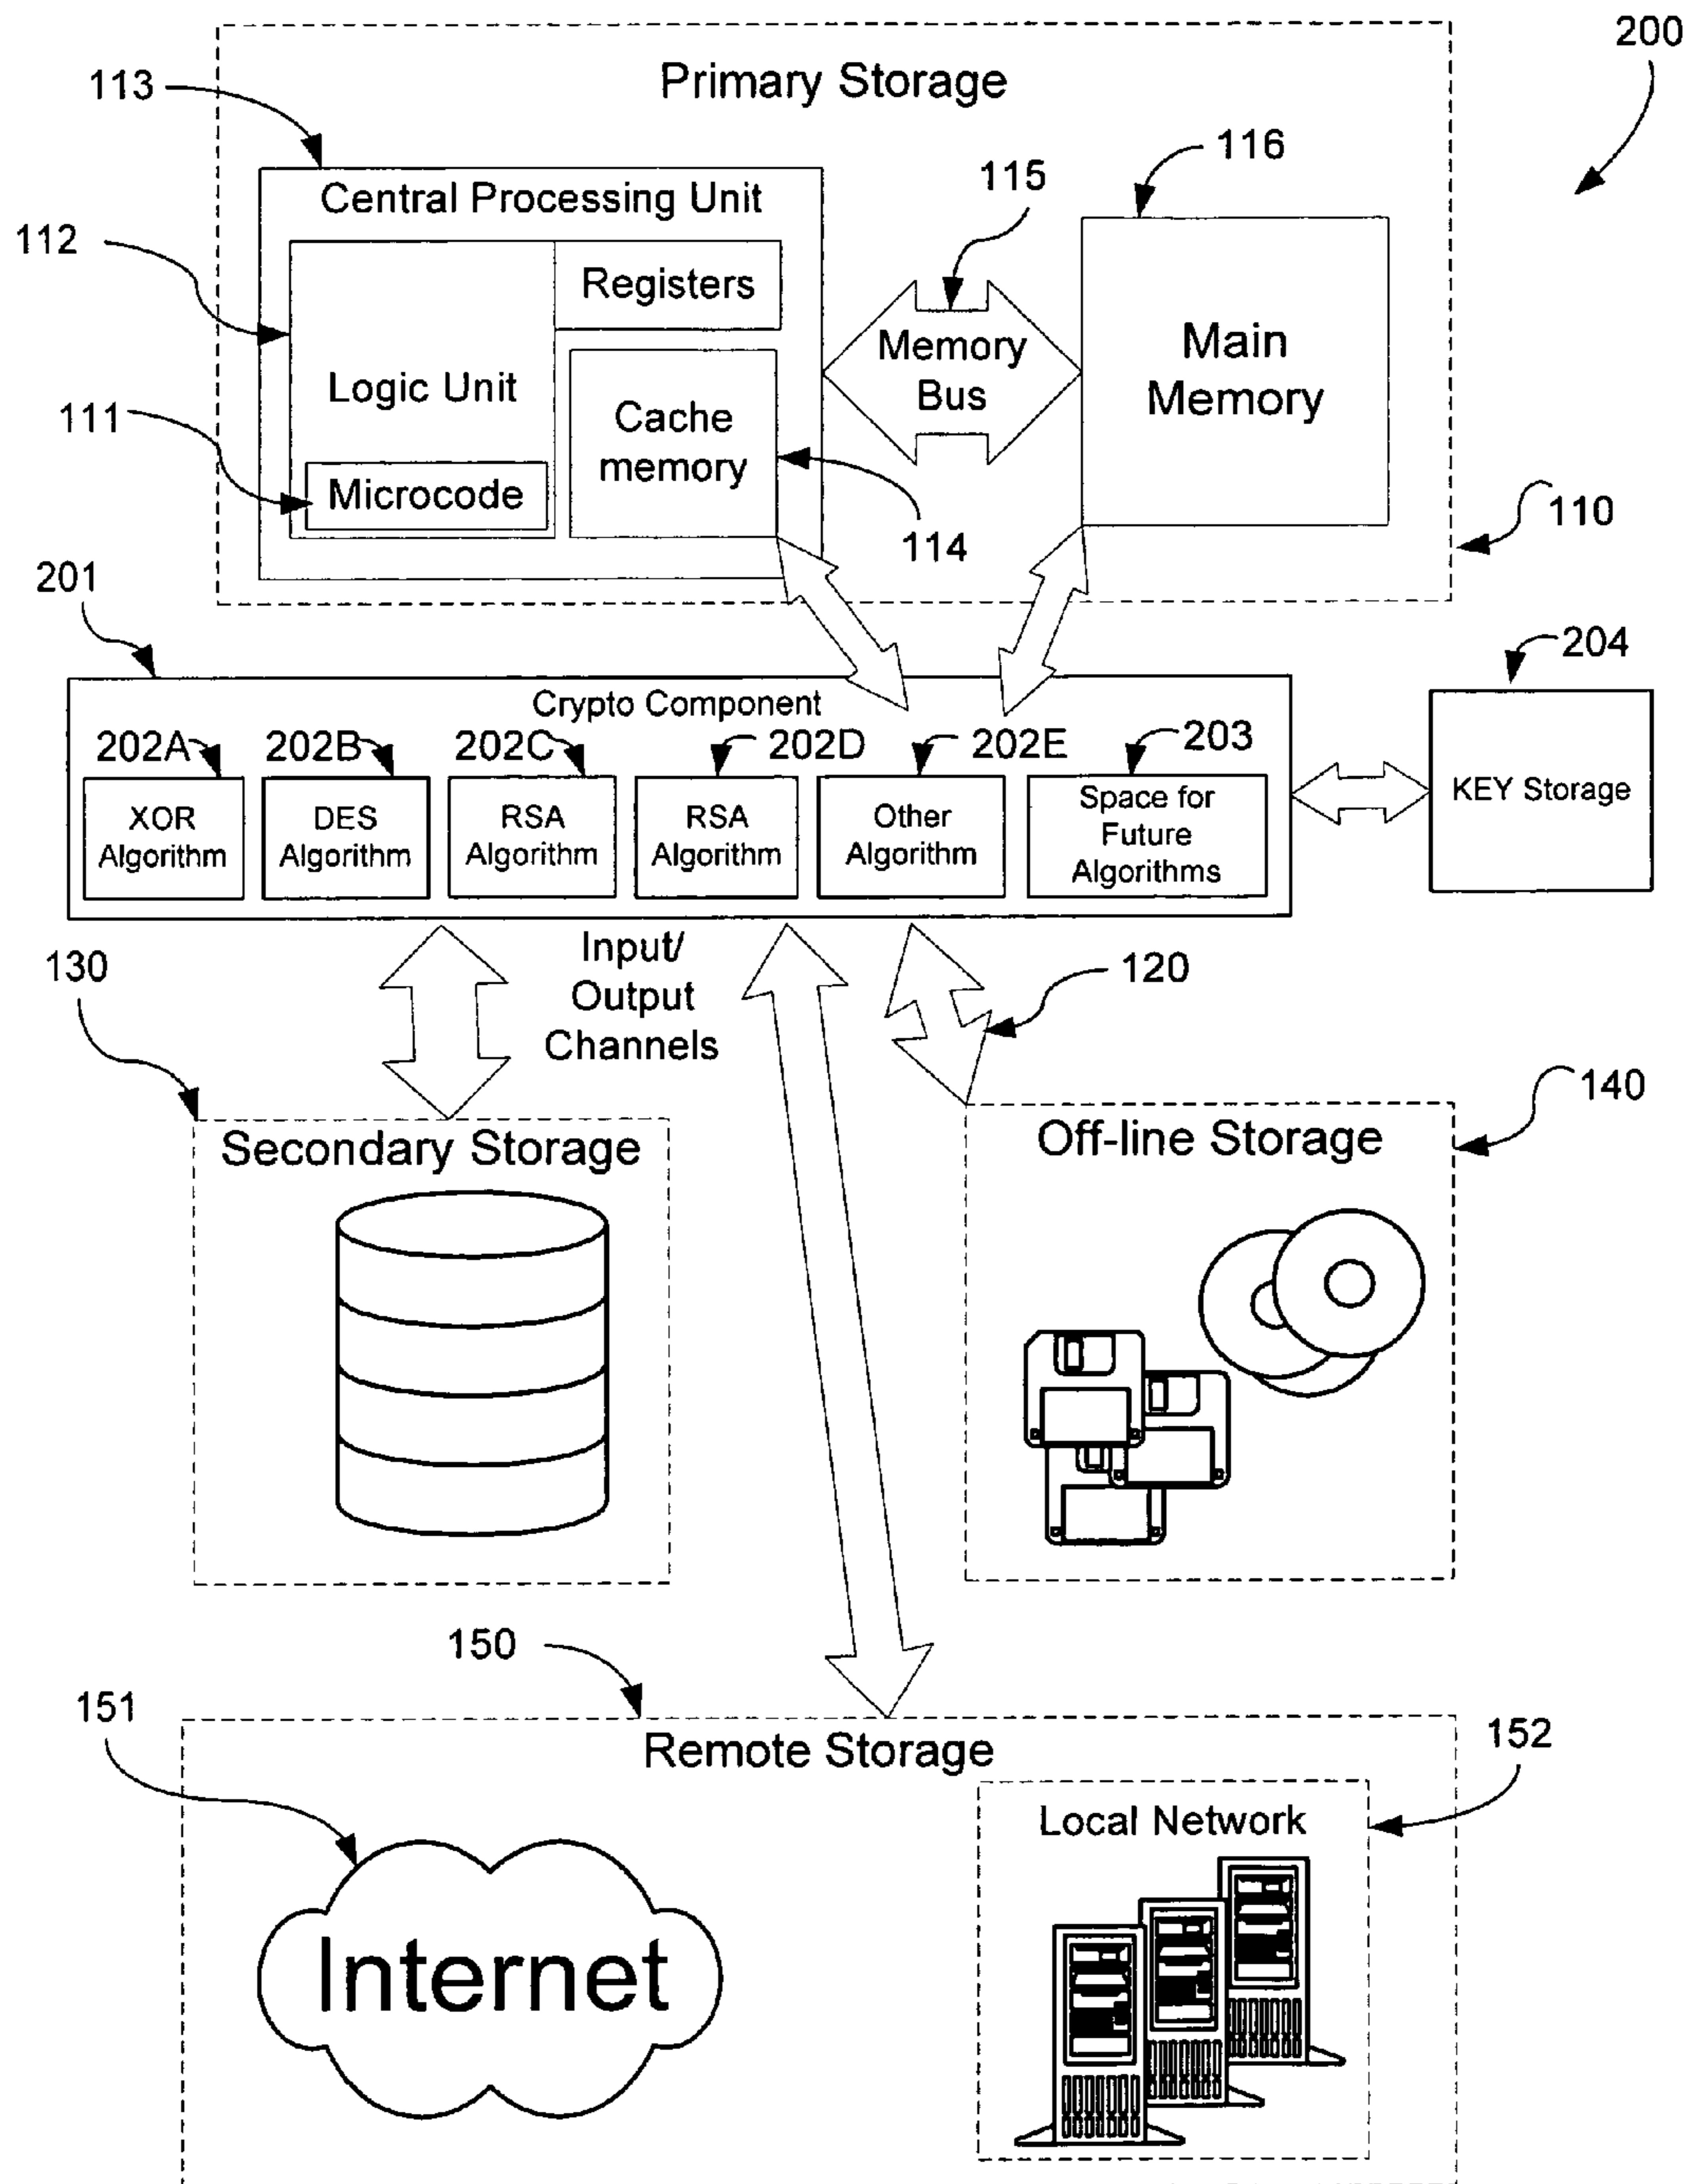 200
Primary Storage
113
116
115
Central Processing Unit
112
Registers
Memory
Bus
Main
Memory
Logic Unit
111
Cache
memory
Microcode
110
114
201
204
Crypto Component
202A
202B
202C
202D
202E
203
XOR
Algorithm
DES
Algorithm
RSA
Algorithm
RSA
Algorithm
Other
Algorithm
Space for
Future
Algorithms
KEY Storage
130
Input/
Output
Channels
120
140
Secondary Storage
Off-line Storage
150
151
Remote Storage
152
Local Network
Internet